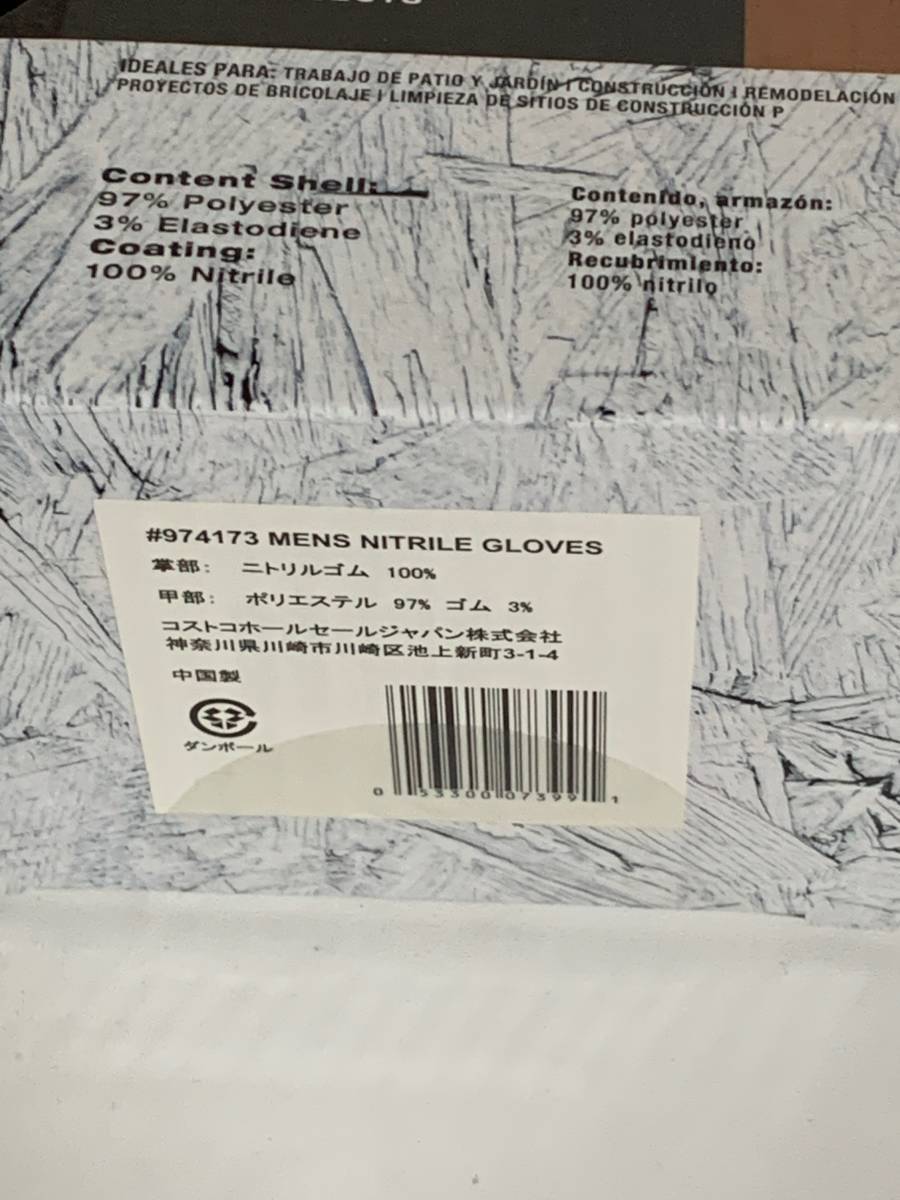 IDEALES PARA: TRABAJO DE PATIO Y JARDÍN I CONSTRUCCIÓN I REMODELACIÓN
PROYECTOS DE BRICOLAJE I LIMPIEZA DE SITIOS DE CONSTRUCCIÓN P
Content Shell:
97% Polyester
3% Elastodiene
Coating:
100% Nitrile
Contenido, armazón:
97% polyester
3% elastodieno
Recubrimiento:
100% nitrilo
#974173 MENS NITRILE GLOVES
掌部: ニトリルゴム 100%
甲部: ポリエステル 97% ゴム 3%
コストコホールセールジャパン株式会社
神奈川県川崎市川崎区池上新町3-1-4
中国製
ダンボール
0 53300 07399 1